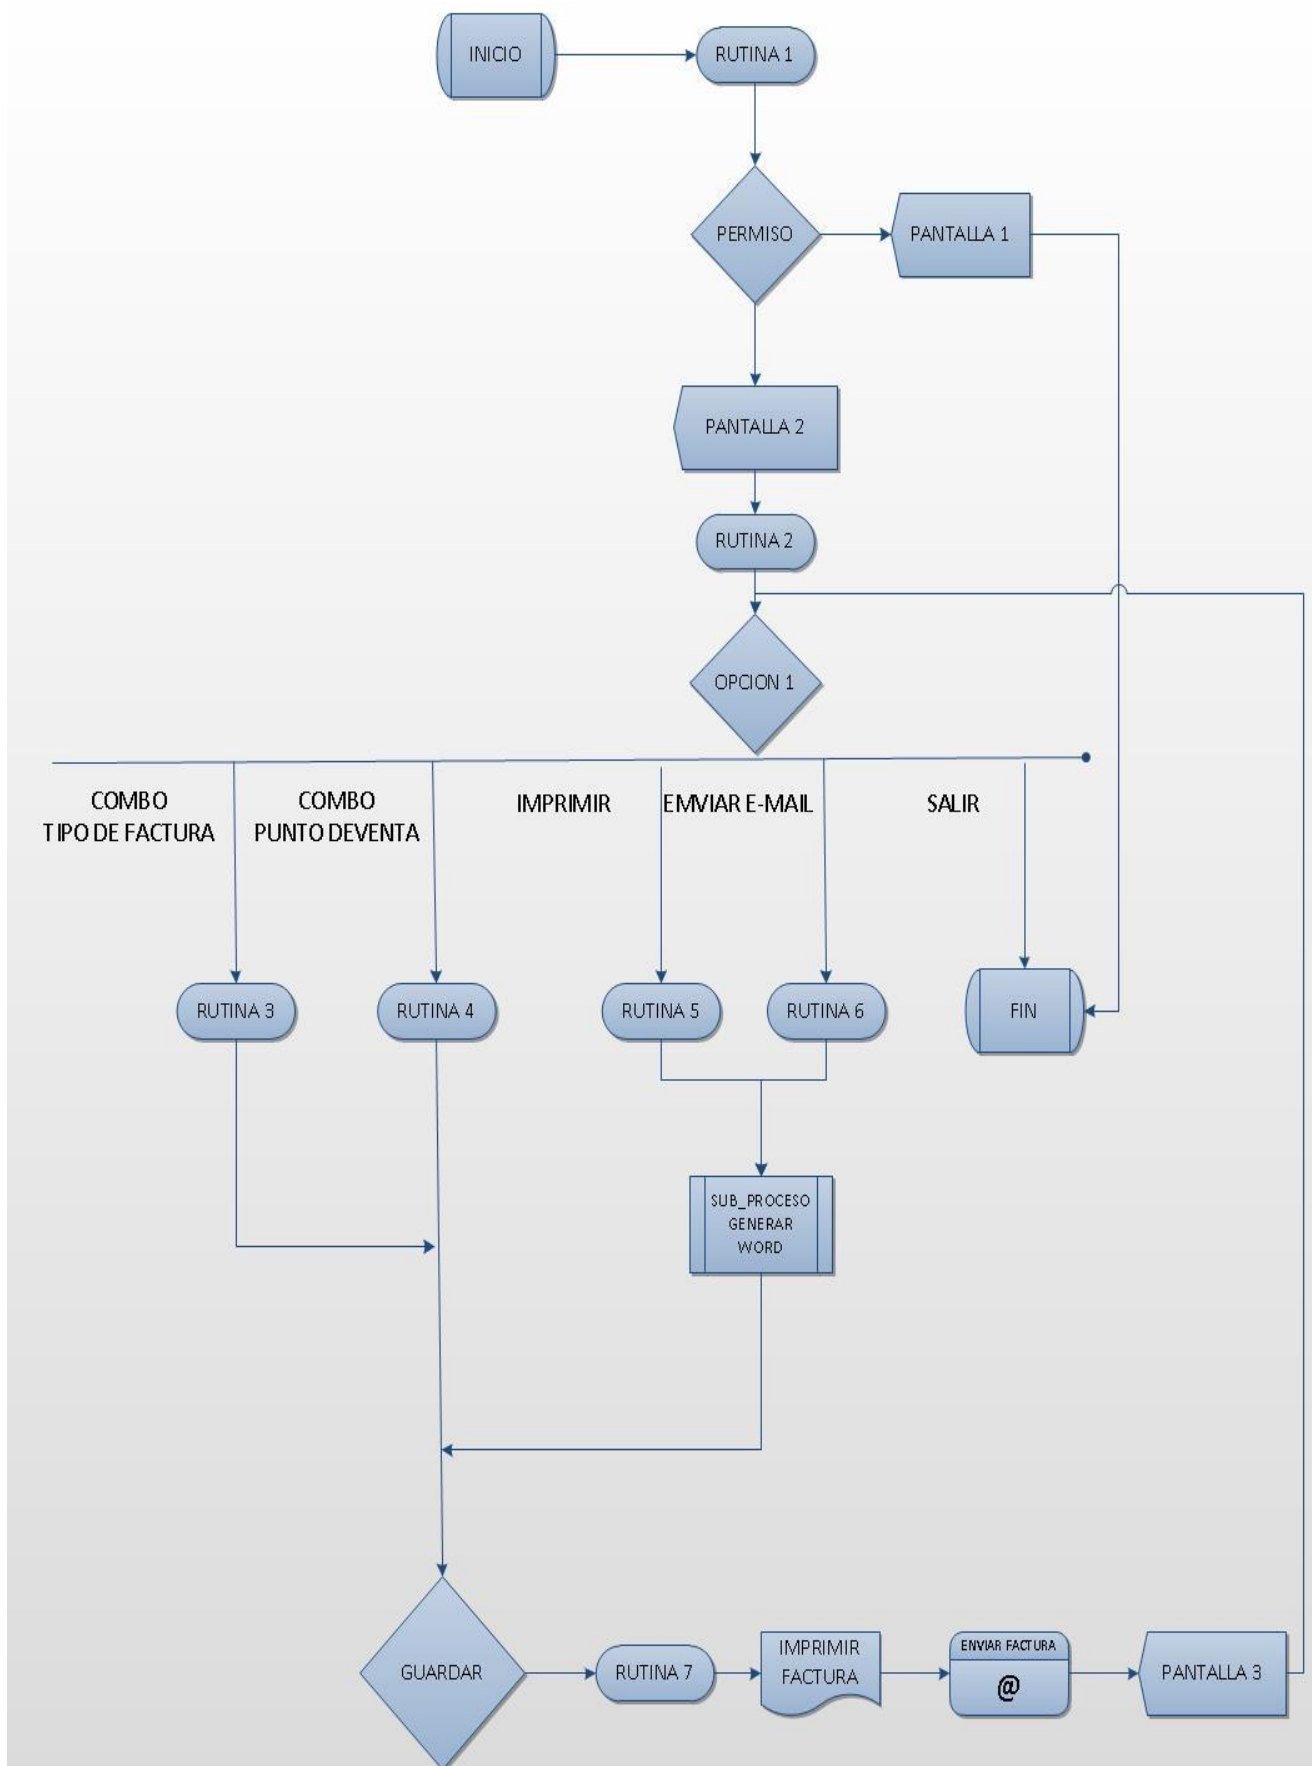 INICIO
RUTINA 1
PERMISO
PANTALLA 1
PANTALLA 2
RUTINA 2
OPCION 1
COMBO
TIPO DE FACTURA
COMBO
PUNTO DEVENTA
IMPRIMIR
EMVIAR E-MAIL
SALIR
RUTINA 3
RUTINA 4
RUTINA 5
RUTINA 6
FIN
SUB_PROCESO
GENERAR
WORD
GUARDAR
RUTINA 7
IMPRIMIR
FACTURA
ENVIAR FACTURA
@
PANTALLA 3